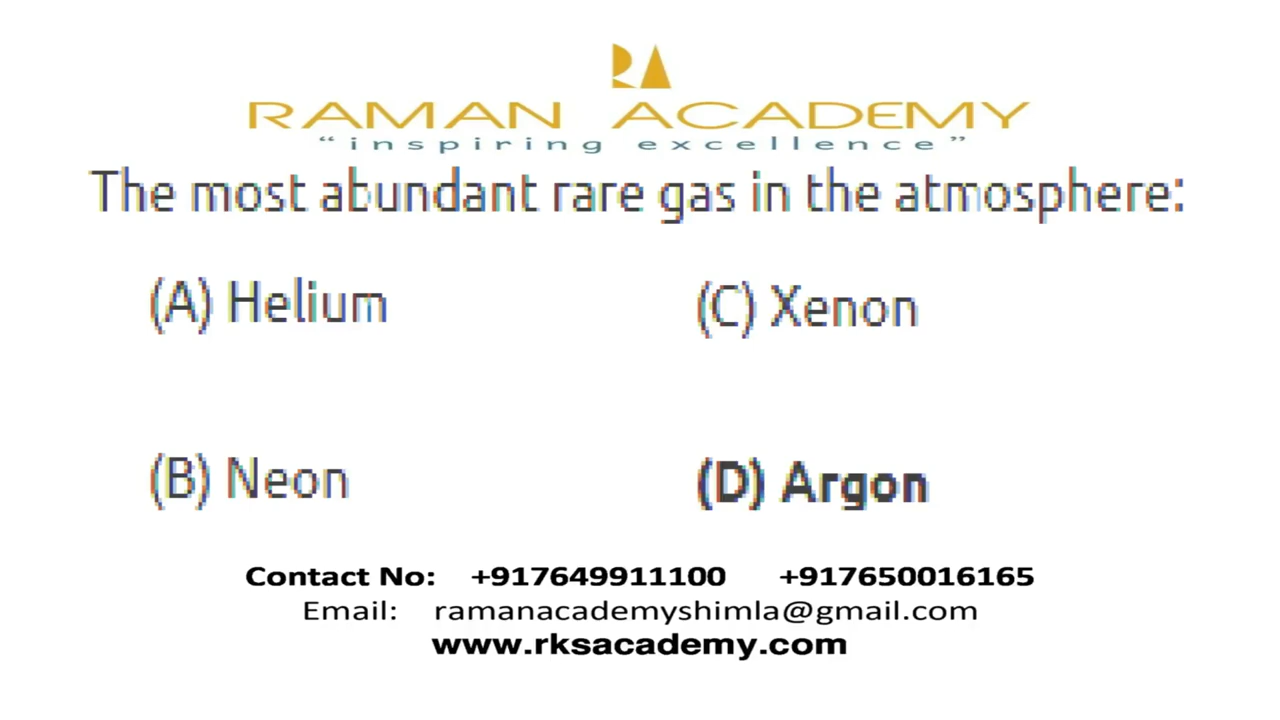 RA
RAMAN ACADEMY
“inspiring excellence”
The most abundant rare gas in the atmosphere:
(A) Helium
(C) Xenon
(B) Neon
(D) Argon
Contact No: +917649911100 +917650016165
Email: ramanacademyshimla@gmail.com
www.rksacademy.com